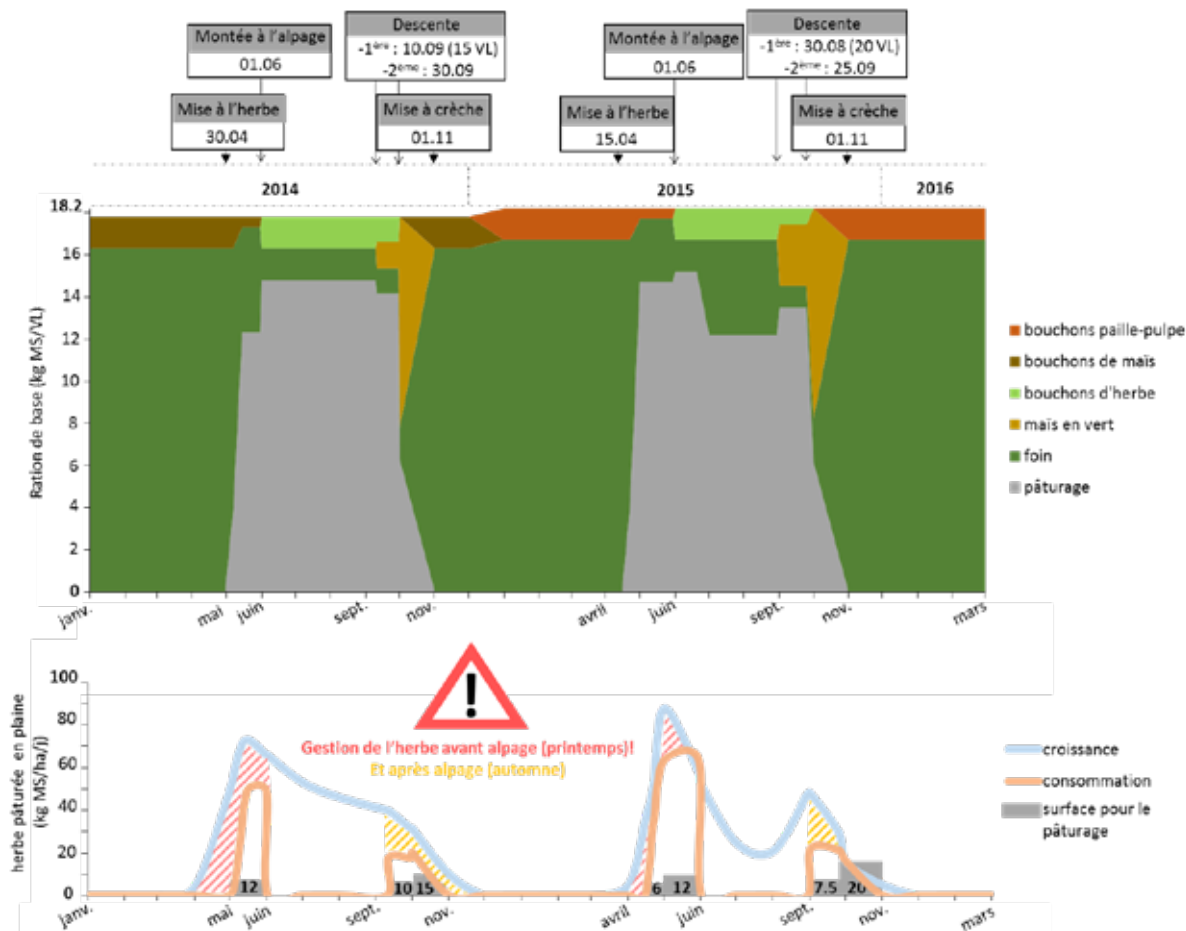 Montée à l'alpage
01.06
Descente
-1ère : 10.09 (15 VL)
-2ème : 30.09
Montée à l'alpage
01.06
Descente
-1ère : 30.08 (20 VL)
-2ème : 25.09
Mise à l'herbe
30.04
Mise à crèche
01.11
Mise à l'herbe
15.04
Mise à crèche
01.11
2014
2015
2016
Ration de base (kg MS/VL)
18.2
16
14
12
10
8
6
4
2
0
janv.
mai
juin
sept.
nov.
avril
juin
sept.
nov.
mars
bouchons paille-pulpe
bouchons de maïs
bouchons d'herbe
maïs en vert
foin
pâturage
herbe pâturée en plaine
(kg MS/ha/j)
100
80
60
40
20
0
!
Gestion de l'herbe avant alpage (printemps)!
Et après alpage (automne)
12
10
15
6
12
7.5
20
janv.
mai
juin
sept.
nov.
avril
juin
sept.
nov.
mars
croissance
consommation
surface pour le
pâturage